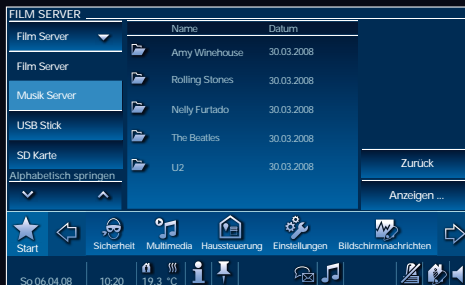 FILM SERVER
Film Server
Name Datum
Film Server
Musik Server
USB Stick
SD Karte
Alphabetisch springen
Amy Winehouse 30.03.2008
Rolling Stones 30.03.2008
Nelly Furtado 30.03.2008
The Beatles 30.03.2008
U2 30.03.2008
Zurück
Anzeigen ...
Start
Sicherheit
Multimedia
Haussteuerung
Einstellungen
Bildschirmnachrichten
So 06.04.08 10:20 19.3 °C